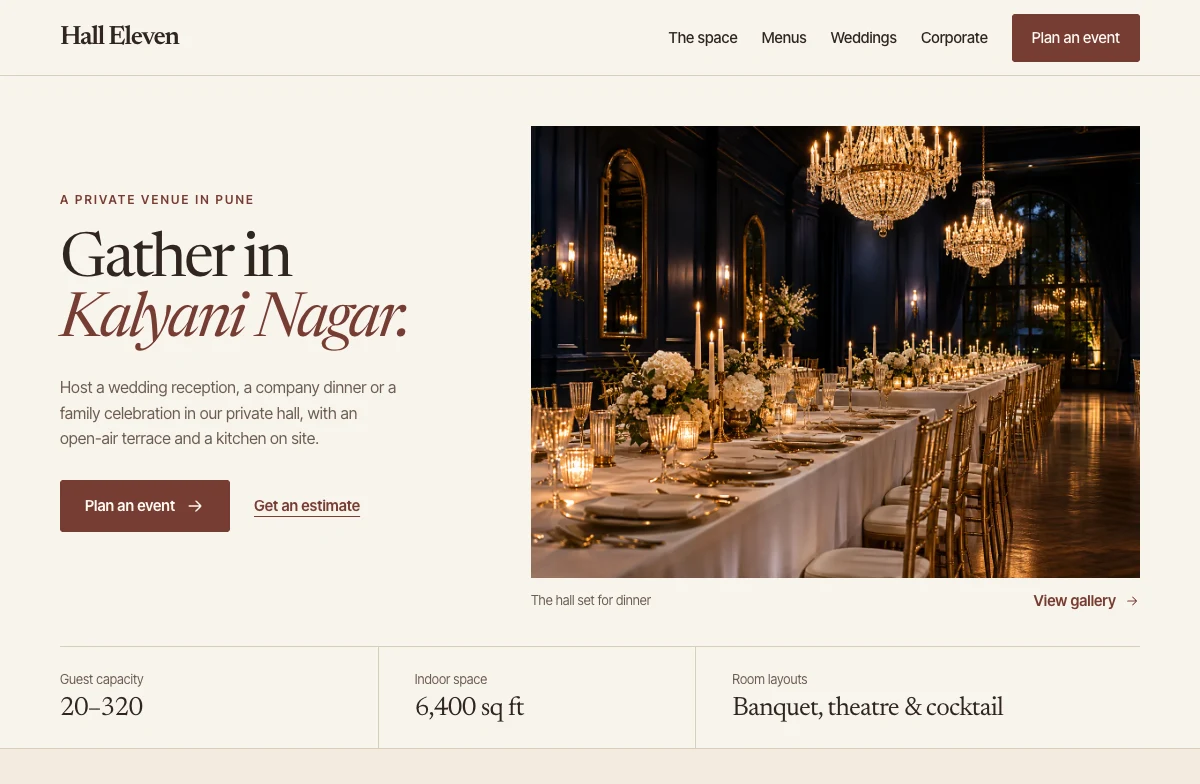 Hall Eleven
The space
Menus
Weddings
Corporate
Plan an event
A PRIVATE VENUE IN PUNE
Gather in
Kalyani Nagar.
Host a wedding reception, a company dinner or a
family celebration in our private hall, with an
open-air terrace and a kitchen on site.
Plan an event →
Get an estimate
The hall set for dinner
View gallery →
Guest capacity
20–320
Indoor space
6,400 sq ft
Room layouts
Banquet, theatre & cocktail